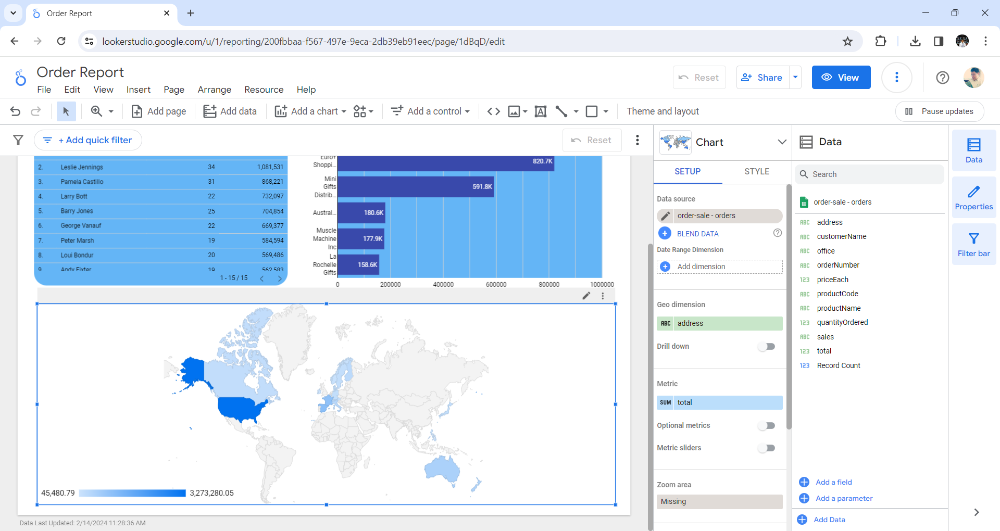 Order Report
lookerstudio.google.com/u/1/reporting/200fbbaa-f567-497e-9eca-2db39eb91eec/page/1dBqD/edit
Order Report
File Edit View Insert Page Arrange Resource Help
Reset
Share
View
Add page
Add data
Add a chart
Add a control
Theme and layout
Pause updates
+ Add quick filter
Reset
2. Leslie Jennings 34 1,081,531
3. Pamela Castillo 31 868,221
4. Larry Bott 22 732,097
5. Barry Jones 25 704,854
6. George Vanauf 22 669,377
7. Peter Marsh 19 584,594
8. Loui Bondur 20 569,486
9. Andy Fixter 19 562,583
1 - 15 / 15
Euro+
Shoppi...
820.7K
Mini
Gifts
Distrib...
591.8K
Austral...
180.6K
Muscle
Machine
Inc
177.9K
La
Rochelle
Gifts
158.6K
0 200000 400000 600000 800000 1000000
45,480.79 3,273,280.05
Data Last Updated: 2/14/2024 11:28:36 AM
Chart
SETUP STYLE
Data source
order-sale - orders
BLEND DATA
Date Range Dimension
Add dimension
Geo dimension
ABC address
Drill down
Metric
SUM total
Optional metrics
Metric sliders
Zoom area
Missing
Data
Search
order-sale - orders
ABC address
ABC customerName
ABC office
ABC orderNumber
123 priceEach
ABC productCode
ABC productName
123 quantityOrdered
ABC sales
123 total
123 Record Count
Add a field
Add a parameter
Add Data
Data
Properties
Filter bar